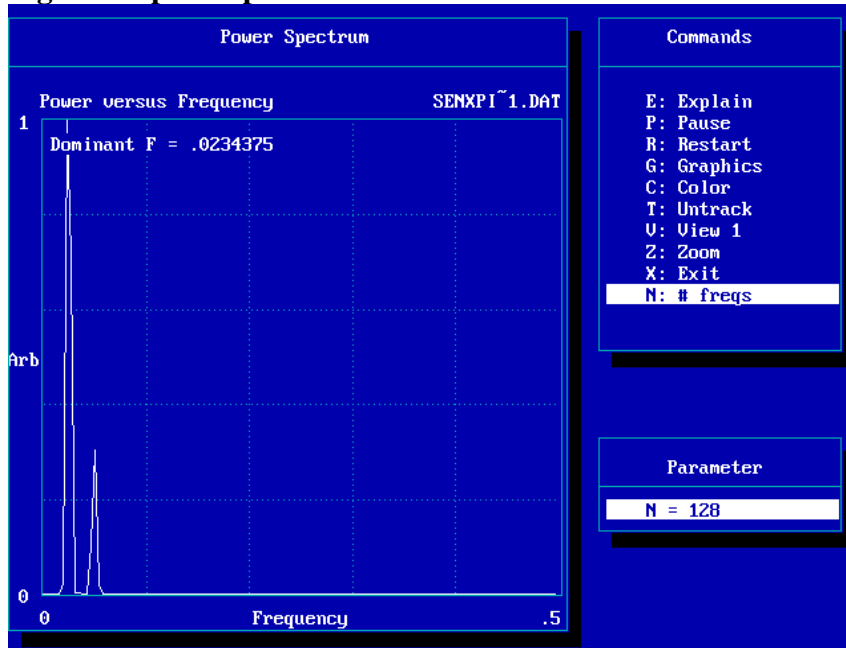 Power Spectrum
Power versus Frequency SENXPI~1.DAT
1
Dominant F = .0234375
Arb
0
0 Frequency .5
Commands
E: Explain
P: Pause
R: Restart
G: Graphics
C: Color
T: Untrack
V: View 1
Z: Zoom
X: Exit
N: # freqs
Parameter
N = 128